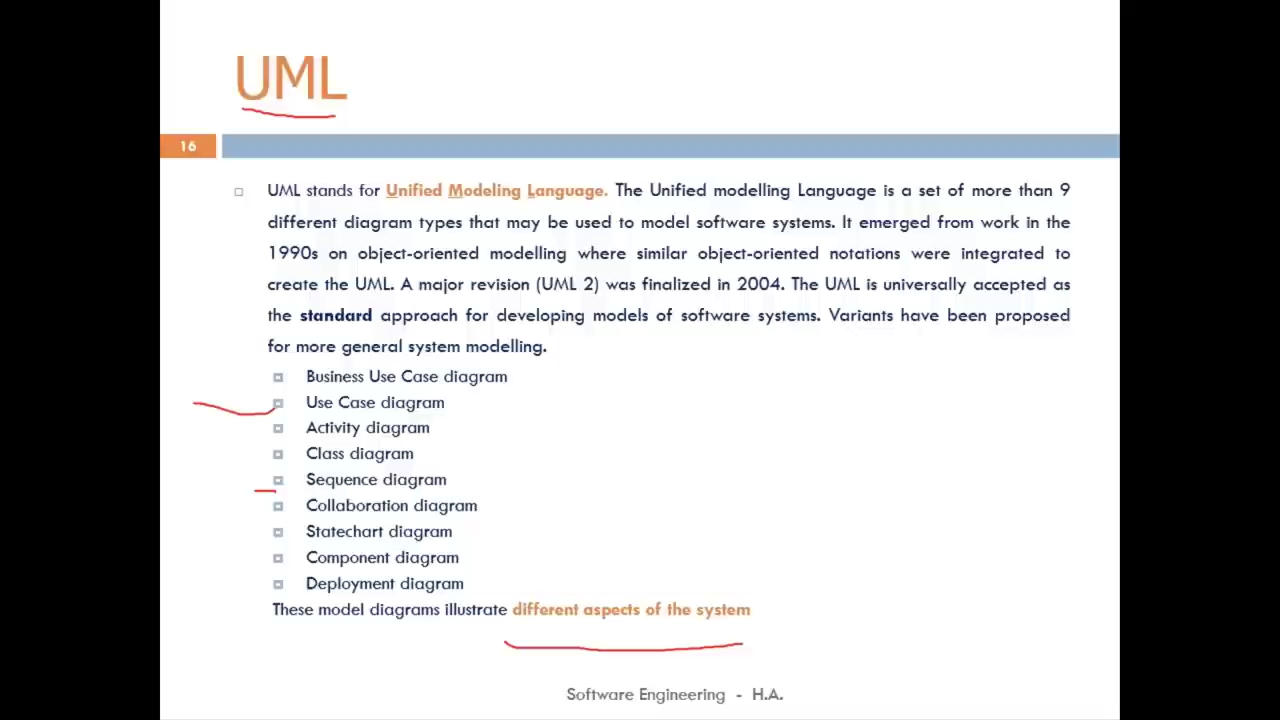 UML
16
UML stands for Unified Modeling Language. The Unified modelling Language is a set of more than 9
different diagram types that may be used to model software systems. It emerged from work in the
1990s on object-oriented modelling where similar object-oriented notations were integrated to
create the UML. A major revision (UML 2) was finalized in 2004. The UML is universally accepted as
the standard approach for developing models of software systems. Variants have been proposed
for more general system modelling.
Business Use Case diagram
Use Case diagram
Activity diagram
Class diagram
Sequence diagram
Collaboration diagram
Statechart diagram
Component diagram
Deployment diagram
These model diagrams illustrate different aspects of the system
Software Engineering - H.A.